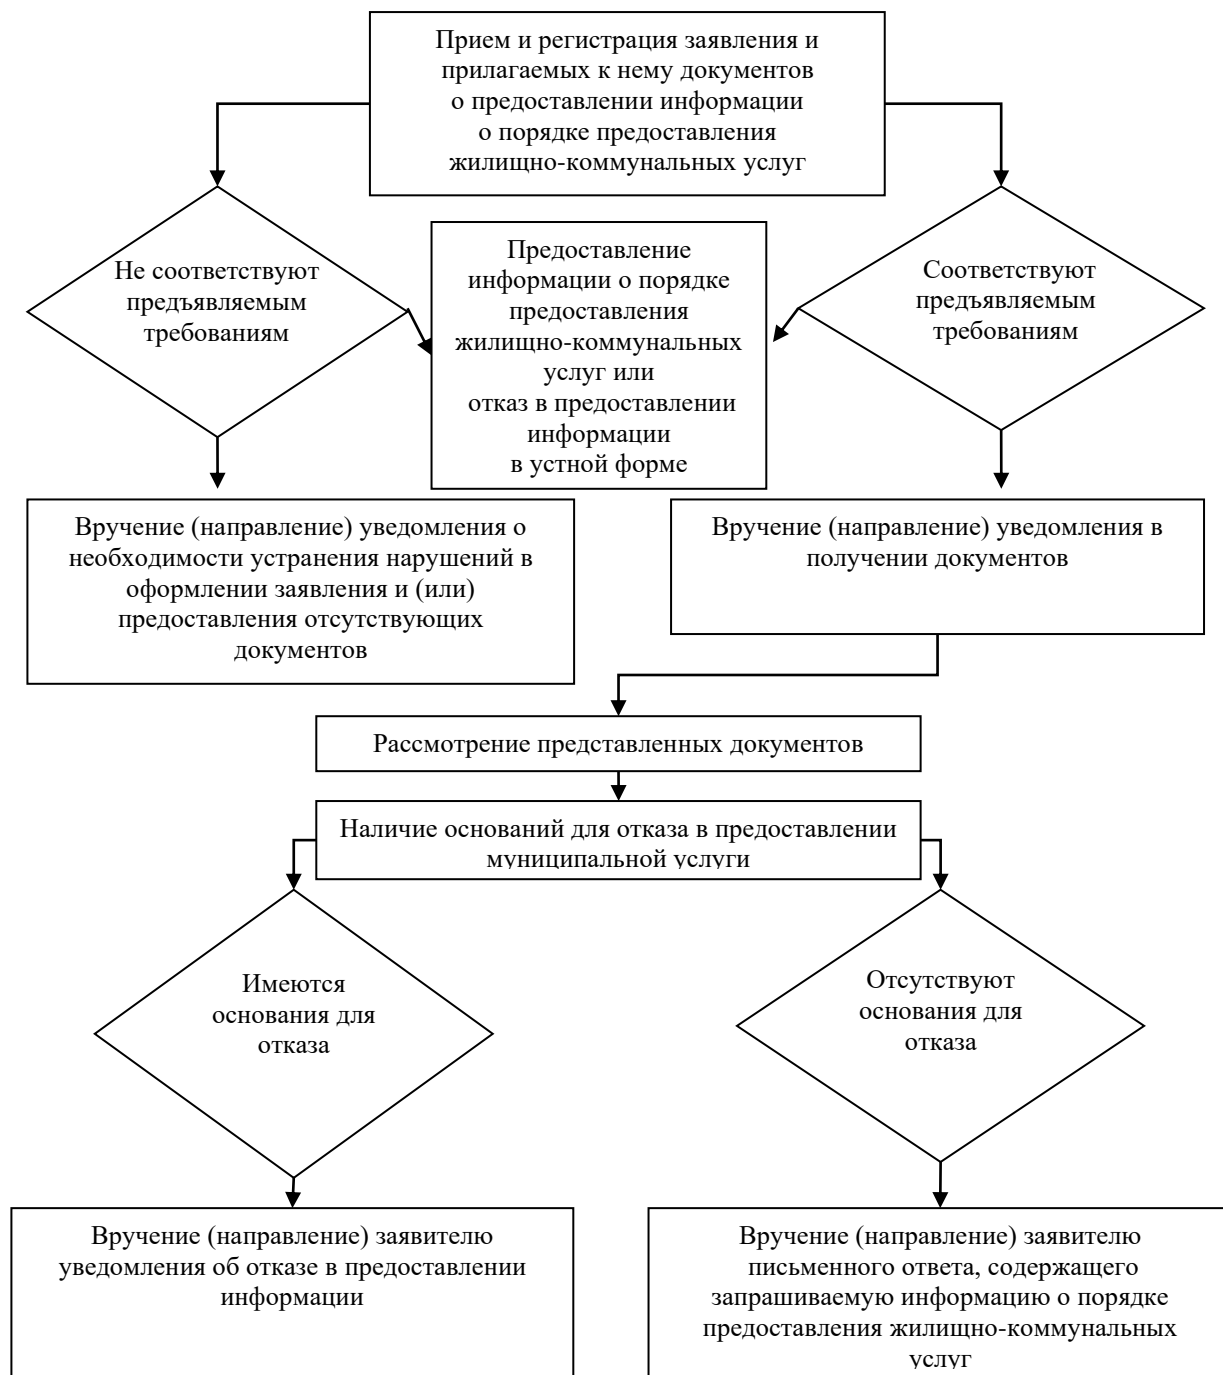 Прием и регистрация заявления и
прилагаемых к нему документов
о предоставлении информации
о порядке предоставления
жилищно-коммунальных услуг
Не соответствуют
предъявляемым
требованиям
Предоставление
информации о порядке
предоставления
жилищно-коммунальных
услуг или
отказ в предоставлении
информации
в устной форме
Соответствуют
предъявляемым
требованиям
Вручение (направление) уведомления о
необходимости устранения нарушений в
оформлении заявления и (или)
предоставления отсутствующих
документов
Вручение (направление) уведомления в
получении документов
Рассмотрение представленных документов
Наличие оснований для отказа в предоставлении
муниципальной услуги
Имеются
основания для
отказа
Отсутствуют
основания для
отказа
Вручение (направление) заявителю
уведомления об отказе в предоставлении
информации
Вручение (направление) заявителю
письменного ответа, содержащего
запрашиваемую информацию о порядке
предоставления жилищно-коммунальных
услуг